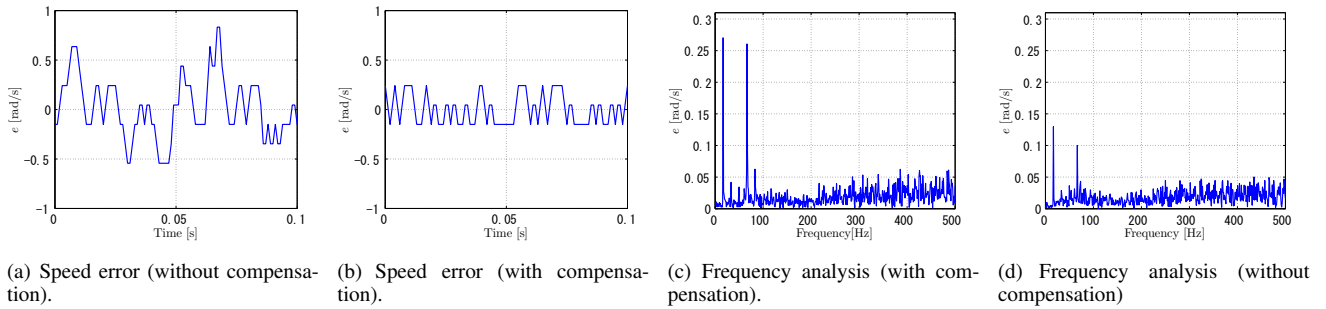 1
0.5
0
−0.5
−1
e [rad/s]
0
0.05
0.1
Time [s]
1
0.5
0
−0.5
−1
e [rad/s]
0
0.05
0.1
Time [s]
0.3
0.25
0.2
0.15
0.1
0.05
0
e [rad/s]
0 100 200 300 400 500
Frequency[Hz]
0.3
0.25
0.2
0.15
0.1
0.05
0
e [rad/s]
0 100 200 300 400 500
Frequency [Hz]
(a) Speed error (without compensa-
tion).
(b) Speed error (with compensa-
tion).
(c) Frequency analysis (with com-
pensation).
(d) Frequency analysis (without
compensation)